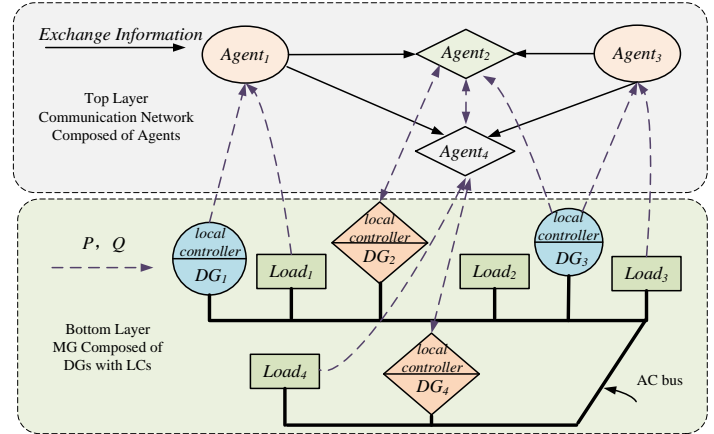 Exchange Information
Agent1
Agent2
Agent3
Top Layer
Communication Network
Composed of Agents
Agent4
P，Q
local
controller
DG1
Load1
local
controller
DG2
Load2
local
controller
DG3
Load3
Bottom Layer
MG Composed of
DGs with LCs
Load4
local
controller
DG4
AC bus